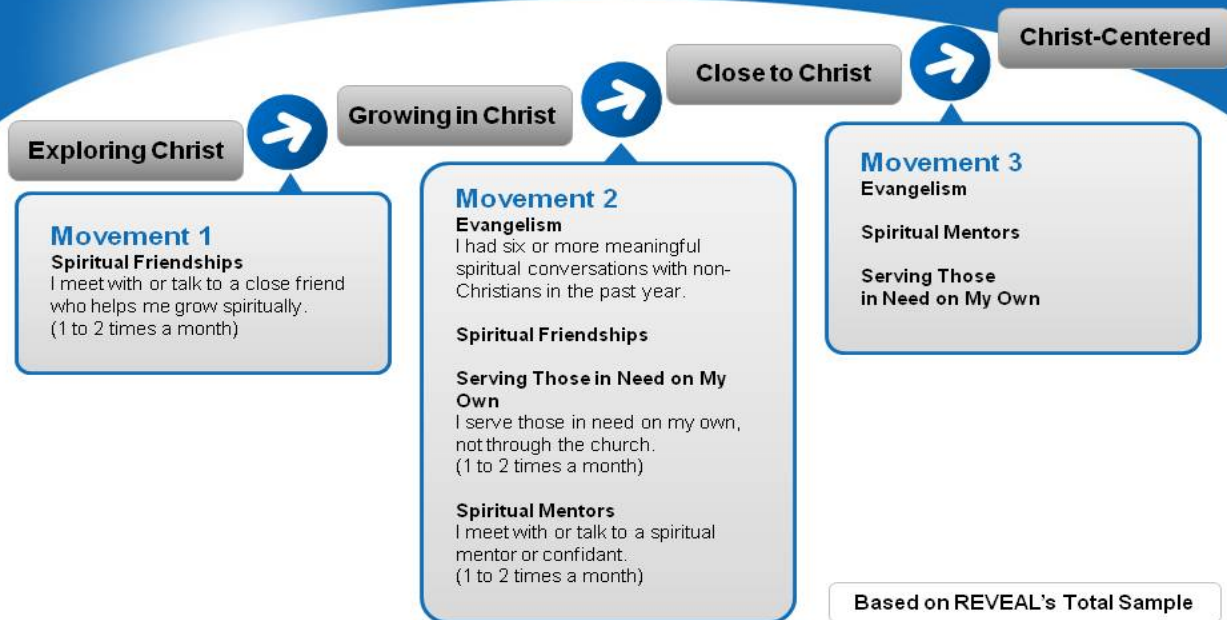 Exploring Christ
Growing in Christ
Close to Christ
Christ-Centered
Movement 1
Spiritual Friendships
I meet with or talk to a close friend
who helps me grow spiritually.
(1 to 2 times a month)
Movement 2
Evangelism
I had six or more meaningful
spiritual conversations with non-
Christians in the past year.
Spiritual Friendships
Serving Those in Need on My
Own
I serve those in need on my own,
not through the church.
(1 to 2 times a month)
Spiritual Mentors
I meet with or talk to a spiritual
mentor or confidant.
(1 to 2 times a month)
Movement 3
Evangelism
Spiritual Mentors
Serving Those
in Need on My Own
Based on REVEAL's Total Sample